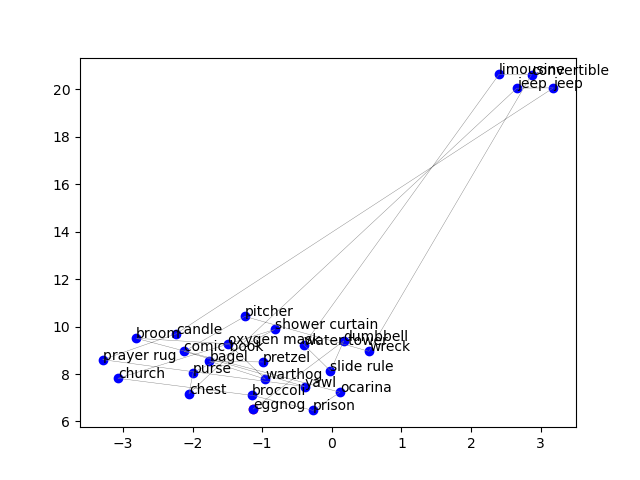 limousine
convertible
jeep
jeep
pitcher
shower curtain
broom
candle
oxygen mask
water tower
dumbbell
comic book
wreck
prayer rug
bagel
pretzel
church
purse
warthog
slide rule
chest
broccoli
yawl
ocarina
eggnog
prison
20
18
16
14
12
10
8
6
−3
−2
−1
0
1
2
3